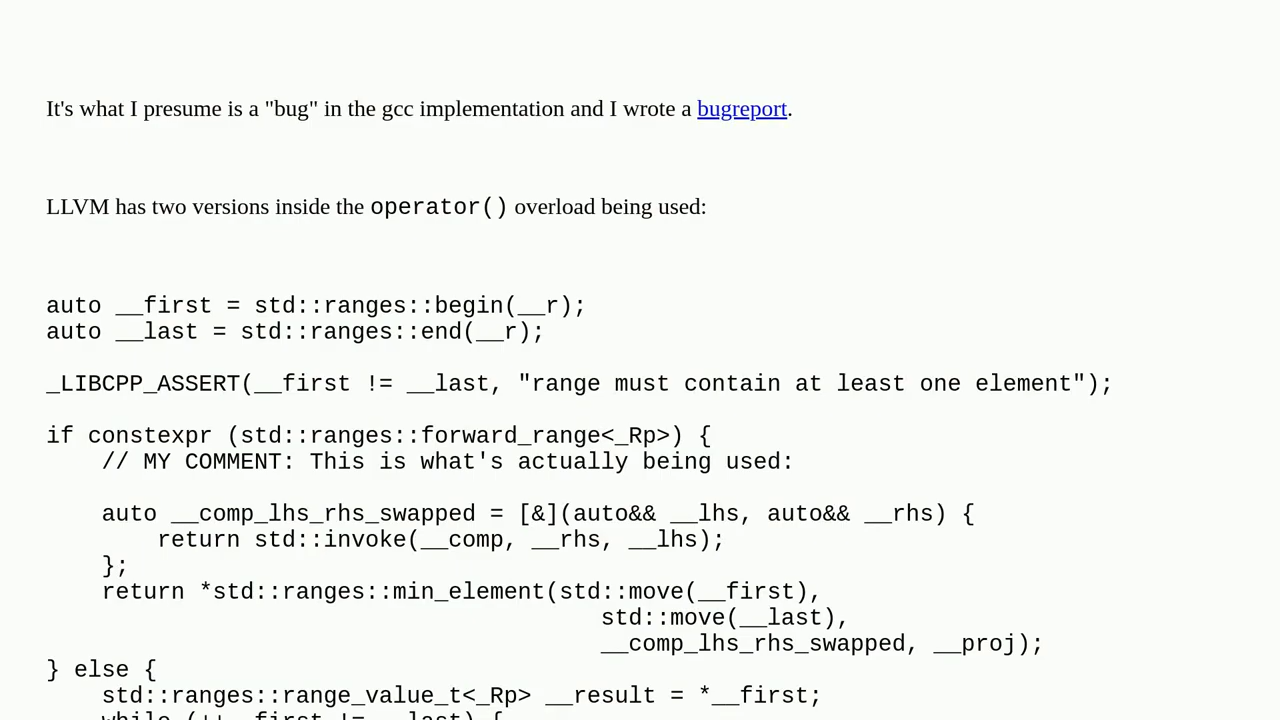 It's what I presume is a "bug" in the gcc implementation and I wrote a bugreport.
LLVM has two versions inside the operator() overload being used:
auto __first = std::ranges::begin(__r);
auto __last = std::ranges::end(__r);
_LIBCPP_ASSERT(__first != __last, "range must contain at least one element");
if constexpr (std::ranges::forward_range<_Rp>) {
    // MY COMMENT: This is what's actually being used:
    auto __comp_lhs_rhs_swapped = [&](auto&& __lhs, auto&& __rhs) {
        return std::invoke(__comp, __rhs, __lhs);
    };
    return *std::ranges::min_element(std::move(__first),
                                        std::move(__last),
                                        __comp_lhs_rhs_swapped, __proj);
} else {
    std::ranges::range_value_t<_Rp> __result = *__first;
    while (++__first != __last) {